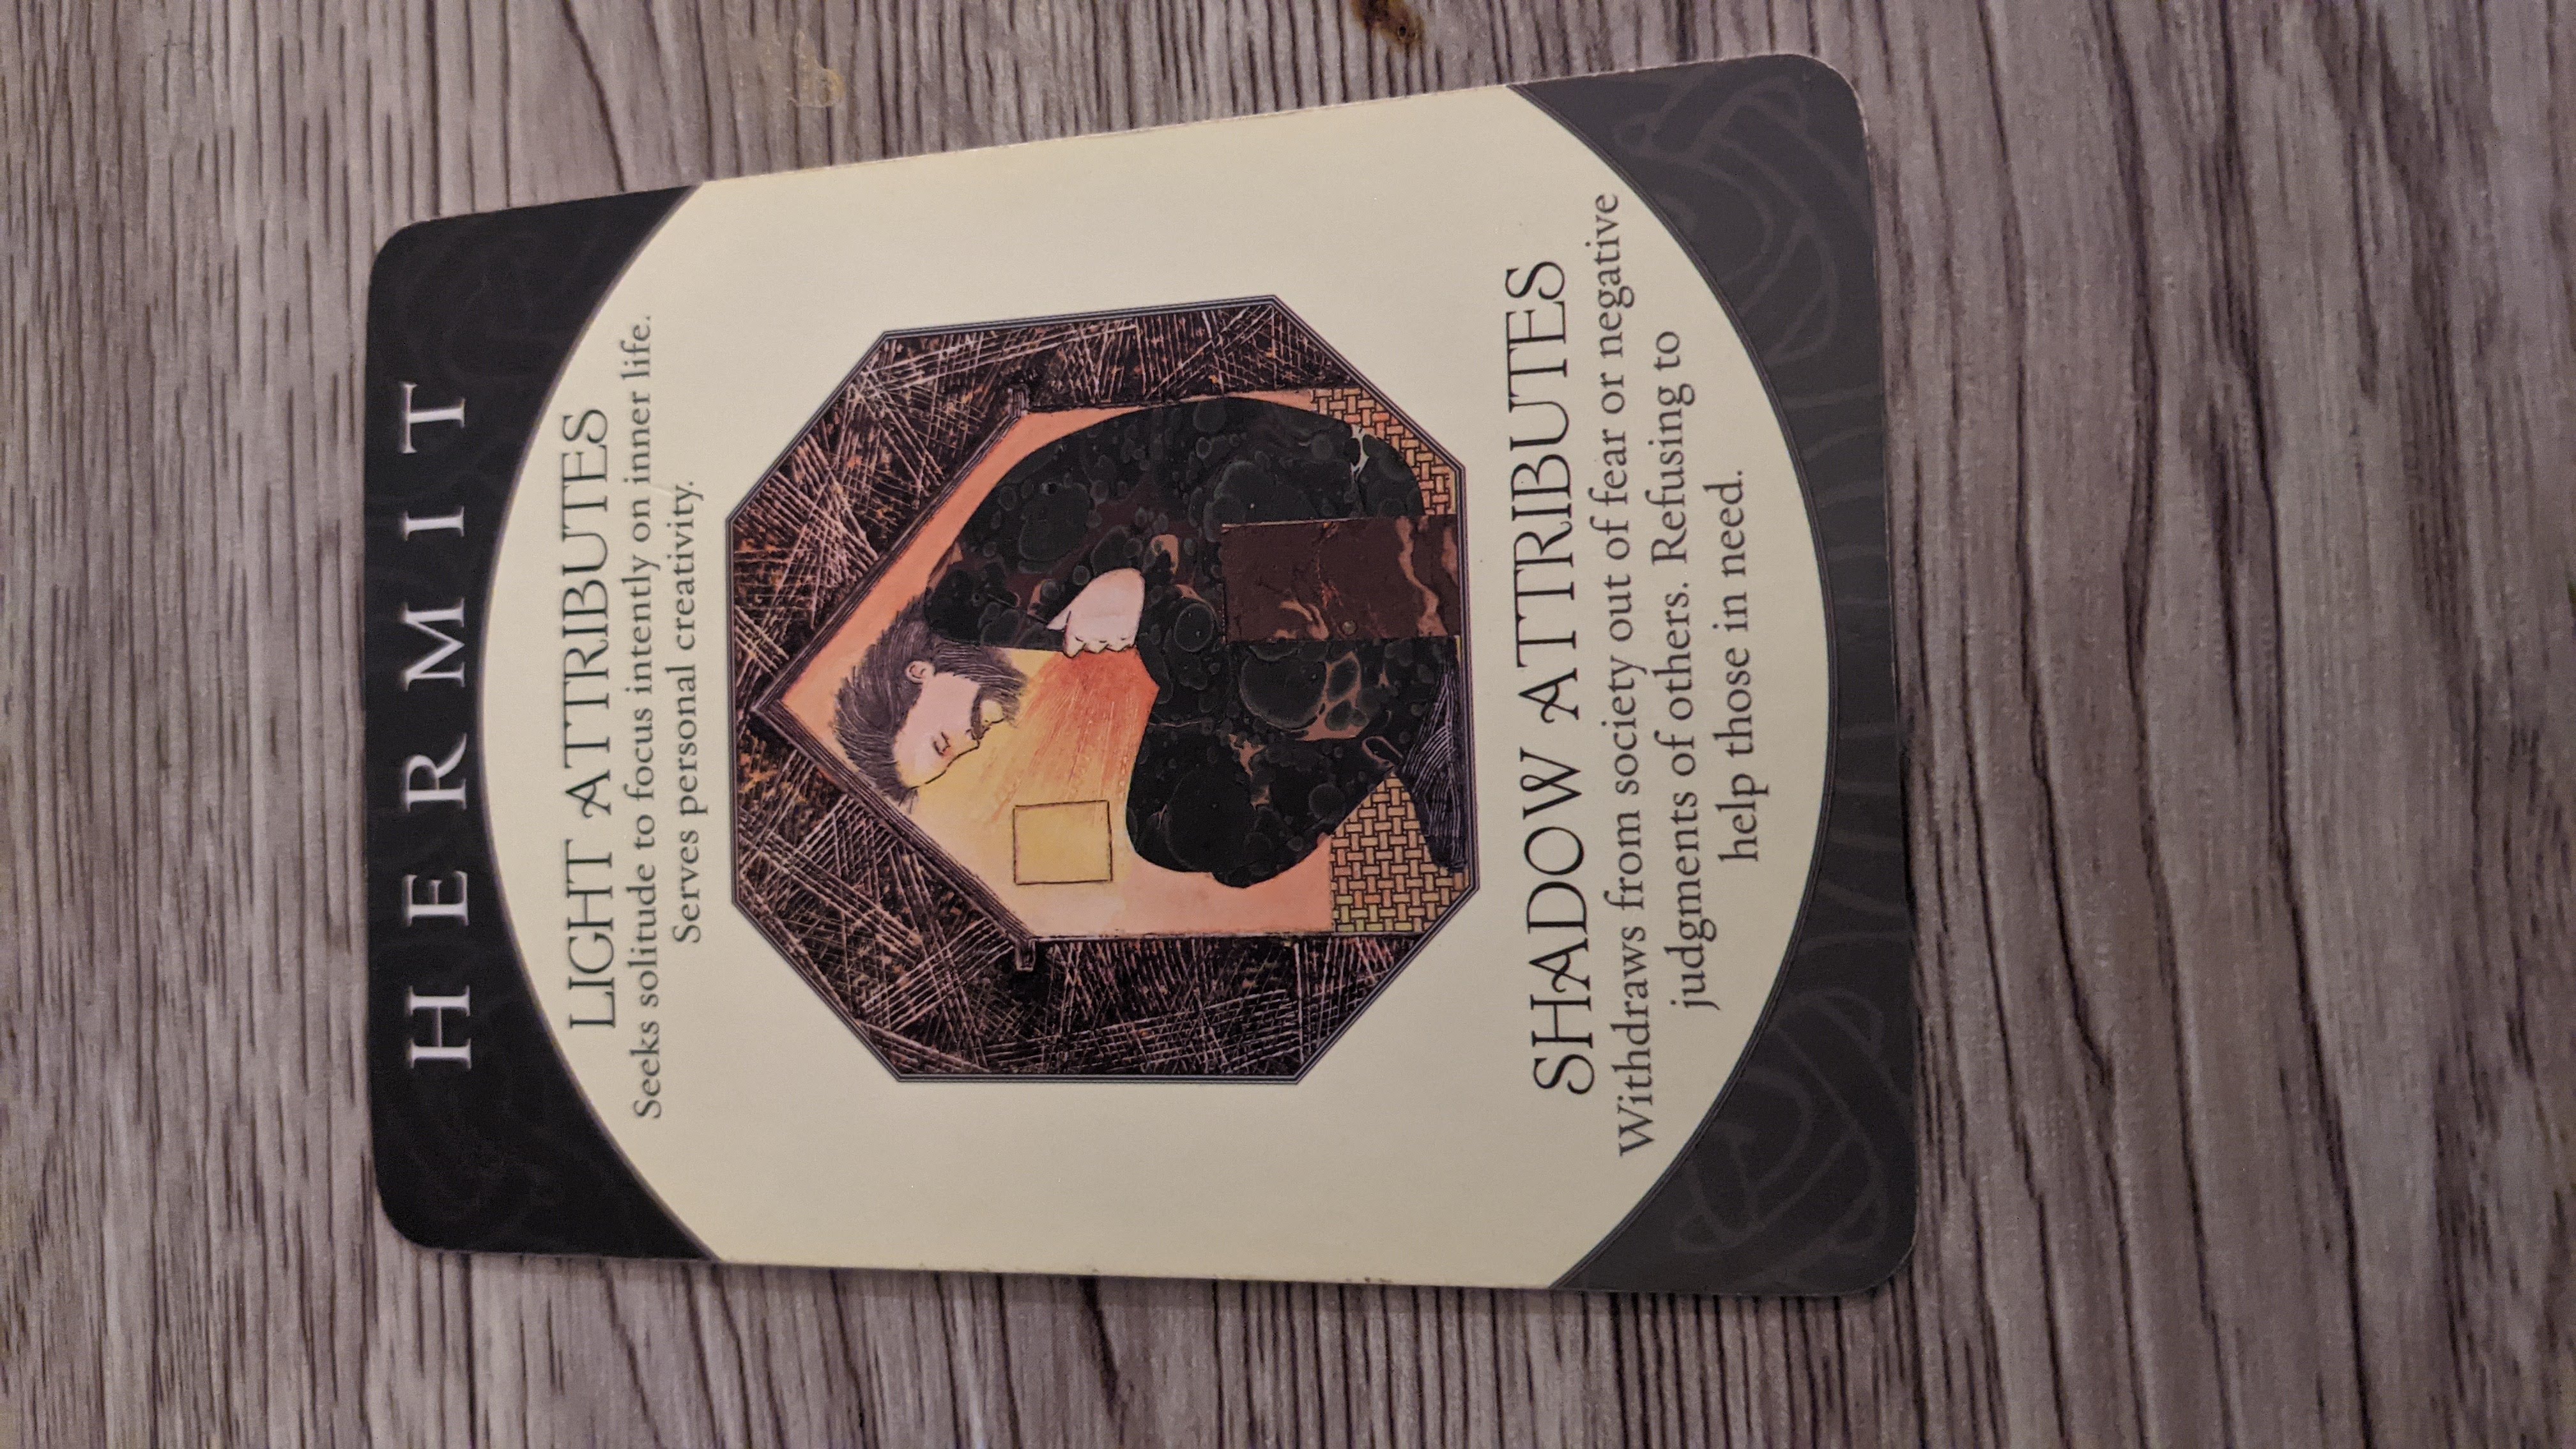 HERMIT
LIGHT ATTRIBUTES
Seeks solitude to focus intently on inner life.
Serves personal creativity.
SHADOW ATTRIBUTES
Withdraws from society out of fear or negative
judgments of others. Refusing to
help those in need.